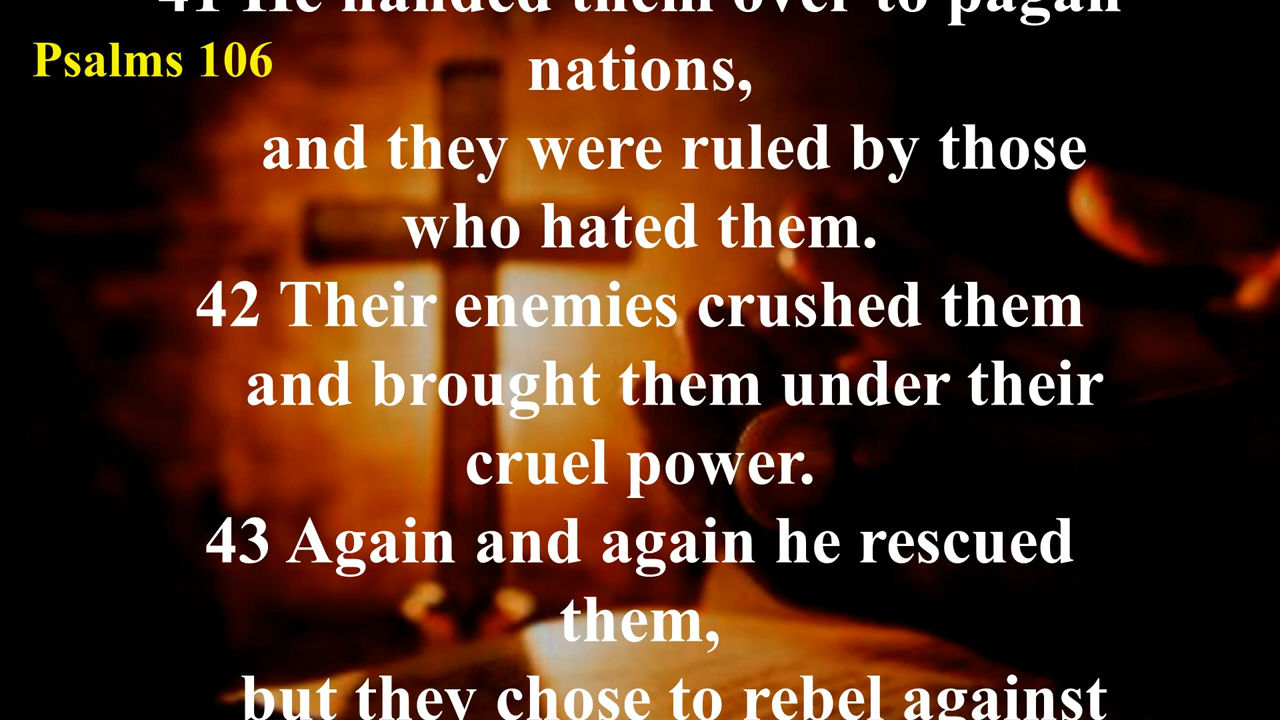 41 He handed them over to pagan
Psalms 106
nations,
and they were ruled by those
who hated them.
42 Their enemies crushed them
and brought them under their
cruel power.
43 Again and again he rescued
them,
but they chose to rebel against